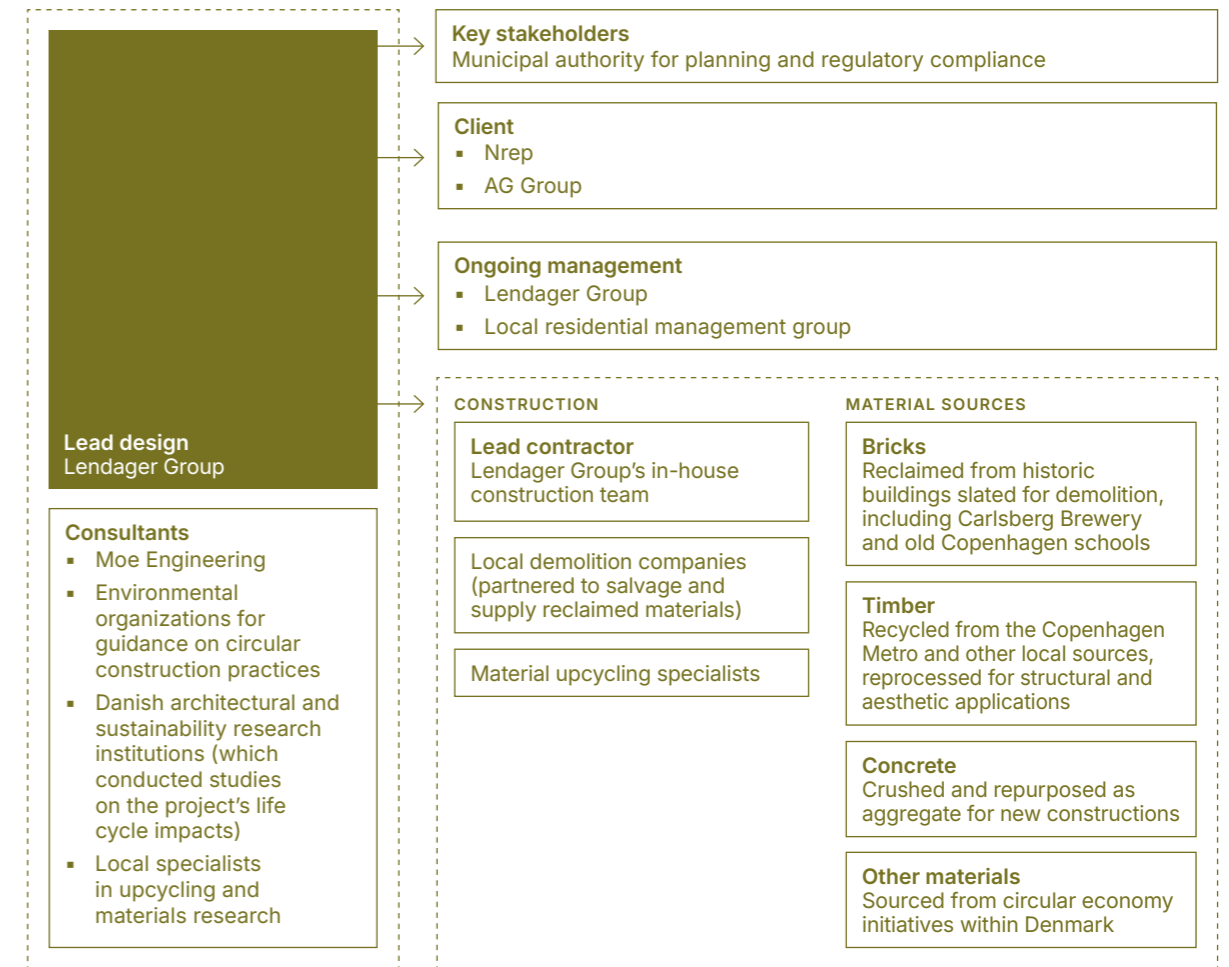 Lead design
Lendager Group
Consultants
▪ Moe Engineering
▪ Environmental
organizations for
guidance on circular
construction practices
▪ Danish architectural and
sustainability research
institutions (which
conducted studies
on the project’s life
cycle impacts)
▪ Local specialists
in upcycling and
materials research
Key stakeholders
Municipal authority for planning and regulatory compliance
Client
▪ Nrep
▪ AG Group
Ongoing management
▪ Lendager Group
▪ Local residential management group
CONSTRUCTION
Lead contractor
Lendager Group’s in-house
construction team
Local demolition companies
(partnered to salvage and
supply reclaimed materials)
Material upcycling specialists
MATERIAL SOURCES
Bricks
Reclaimed from historic
buildings slated for demolition,
including Carlsberg Brewery
and old Copenhagen schools
Timber
Recycled from the Copenhagen
Metro and other local sources,
reprocessed for structural and
aesthetic applications
Concrete
Crushed and repurposed as
aggregate for new constructions
Other materials
Sourced from circular economy
initiatives within Denmark